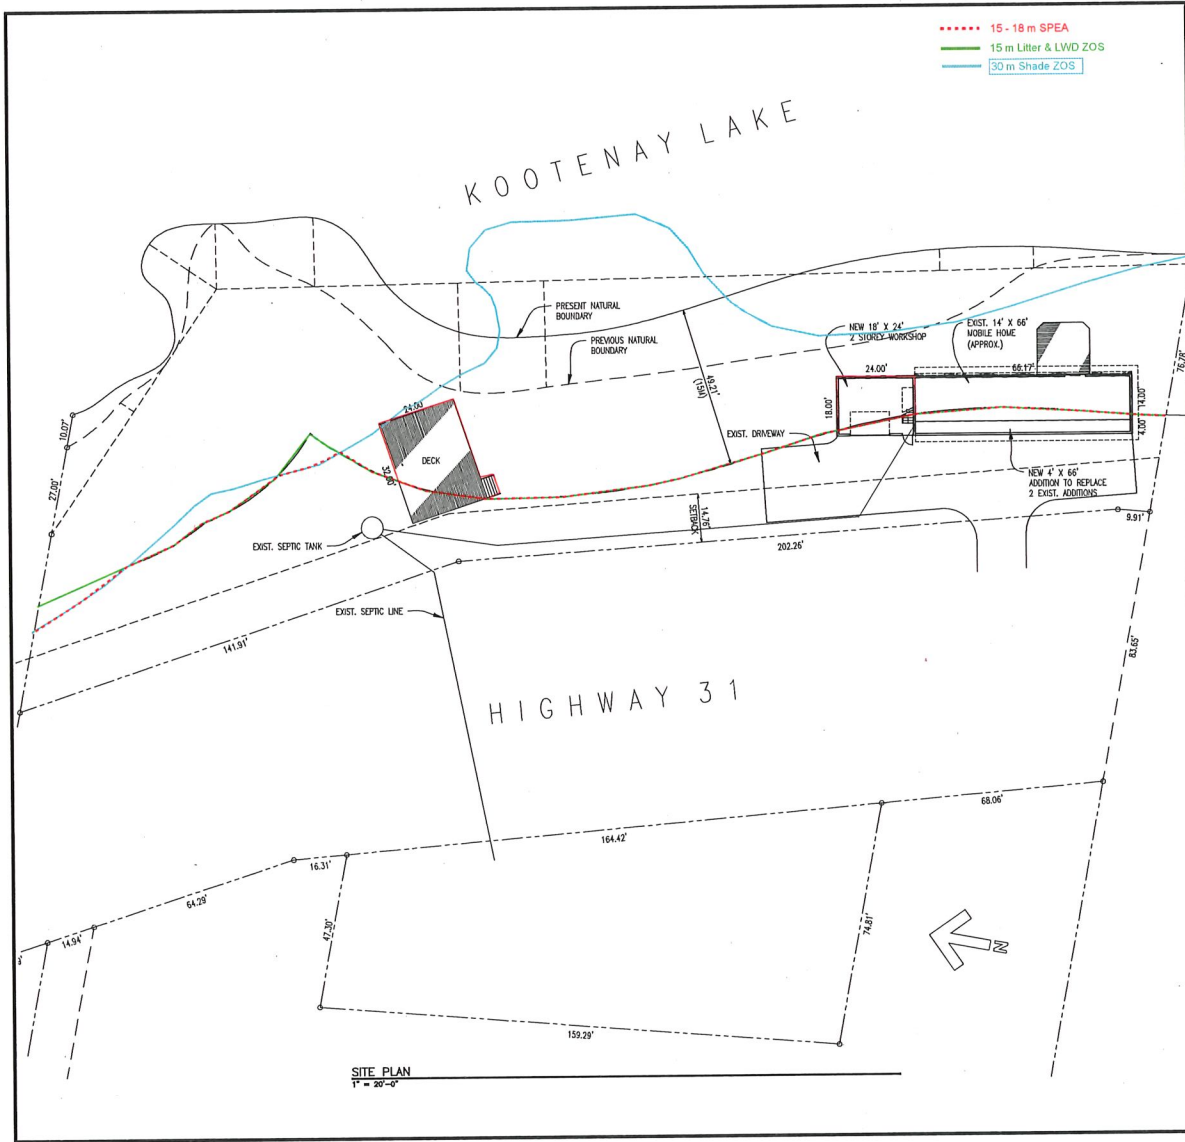 15 - 18 m SPEA
15 m Litter & LWD ZOS
30 m Shade ZOS
KOOTENAY LAKE
PRESENT NATURAL
BOUNDARY
PREVIOUS NATURAL
BOUNDARY
NEW 18' X 24'
2 STOREY WORKSHOP
EXIST. 14' X 66'
MOBILE HOME
(APPROX.)
24.00'
66.17'
76.78'
49.21'
(15M)
18.00'
14.00'
4.00'
24.00'
10.07'
27.00'
32.00'
DECK
EXIST. DRIVEWAY
NEW 4' X 66'
ADDITION TO REPLACE
2 EXIST. ADDITIONS
14.76'
SETBACK
9.91'
202.26'
EXIST. SEPTIC TANK
EXIST. SEPTIC LINE
141.91'
83.65'
HIGHWAY 31
68.06'
164.42'
16.31'
64.29'
14.94'
47.30'
74.81'
N
159.29'
SITE PLAN
1" = 20'-0"